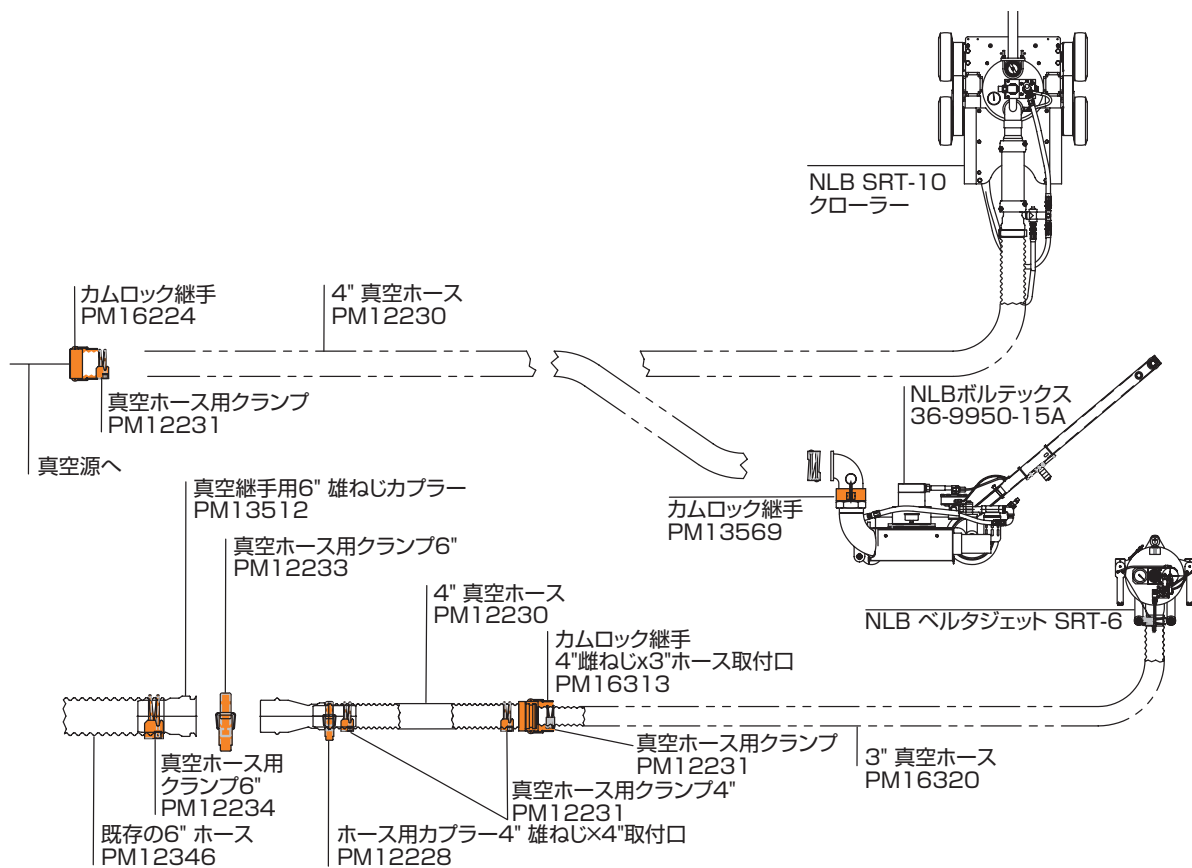 NLB SRT-10
クローラー
カムロック継手
PM16224
4" 真空ホース
PM12230
真空ホース用クランプ
PM12231
真空源へ
NLBボルテックス
36-9950-15A
カムロック継手
PM13569
真空継手用6" 雄ねじカプラー
PM13512
真空ホース用クランプ6"
PM12233
4" 真空ホース
PM12230
カムロック継手
4"雌ねじx3"ホース取付口
PM16313
NLB ベルタジェット SRT-6
真空ホース用クランプ
PM12231
3" 真空ホース
PM16320
真空ホース用
クランプ6"
PM12234
真空ホース用クランプ4"
PM12231
既存の6" ホース
PM12346
ホース用カプラー4" 雄ねじ×4"取付口
PM12228